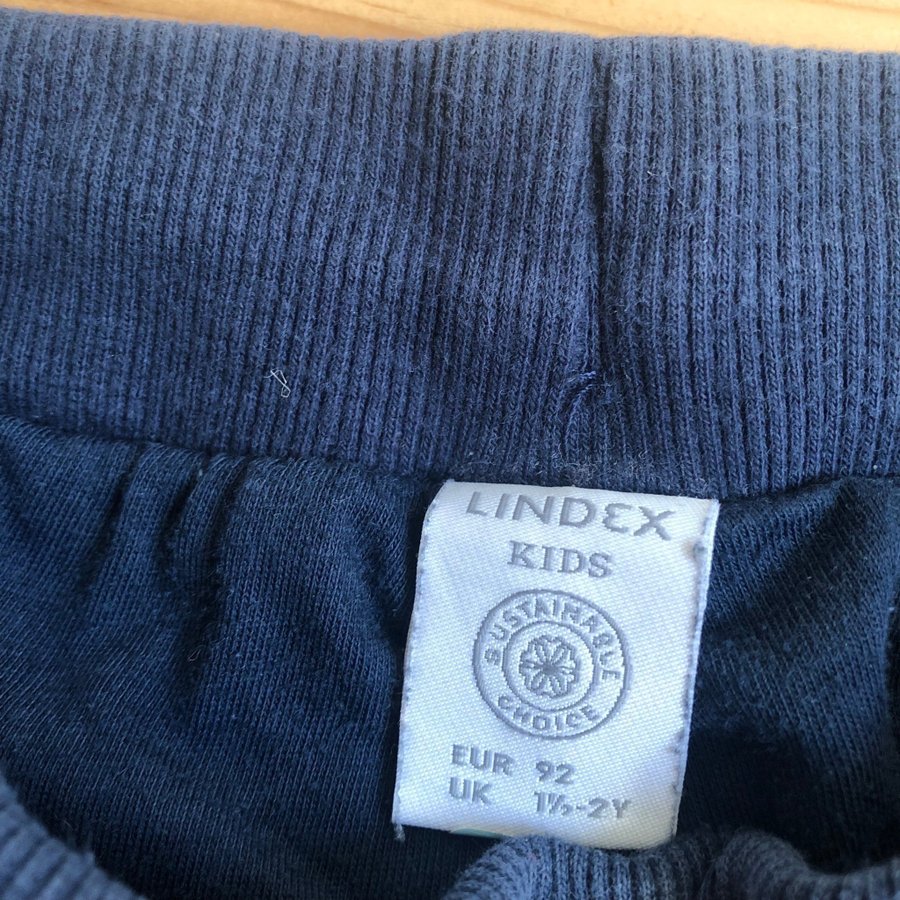 LINDEX
KIDS
SUSTAINABLE
CHOICE
EUR 92
UK 1½-2Y